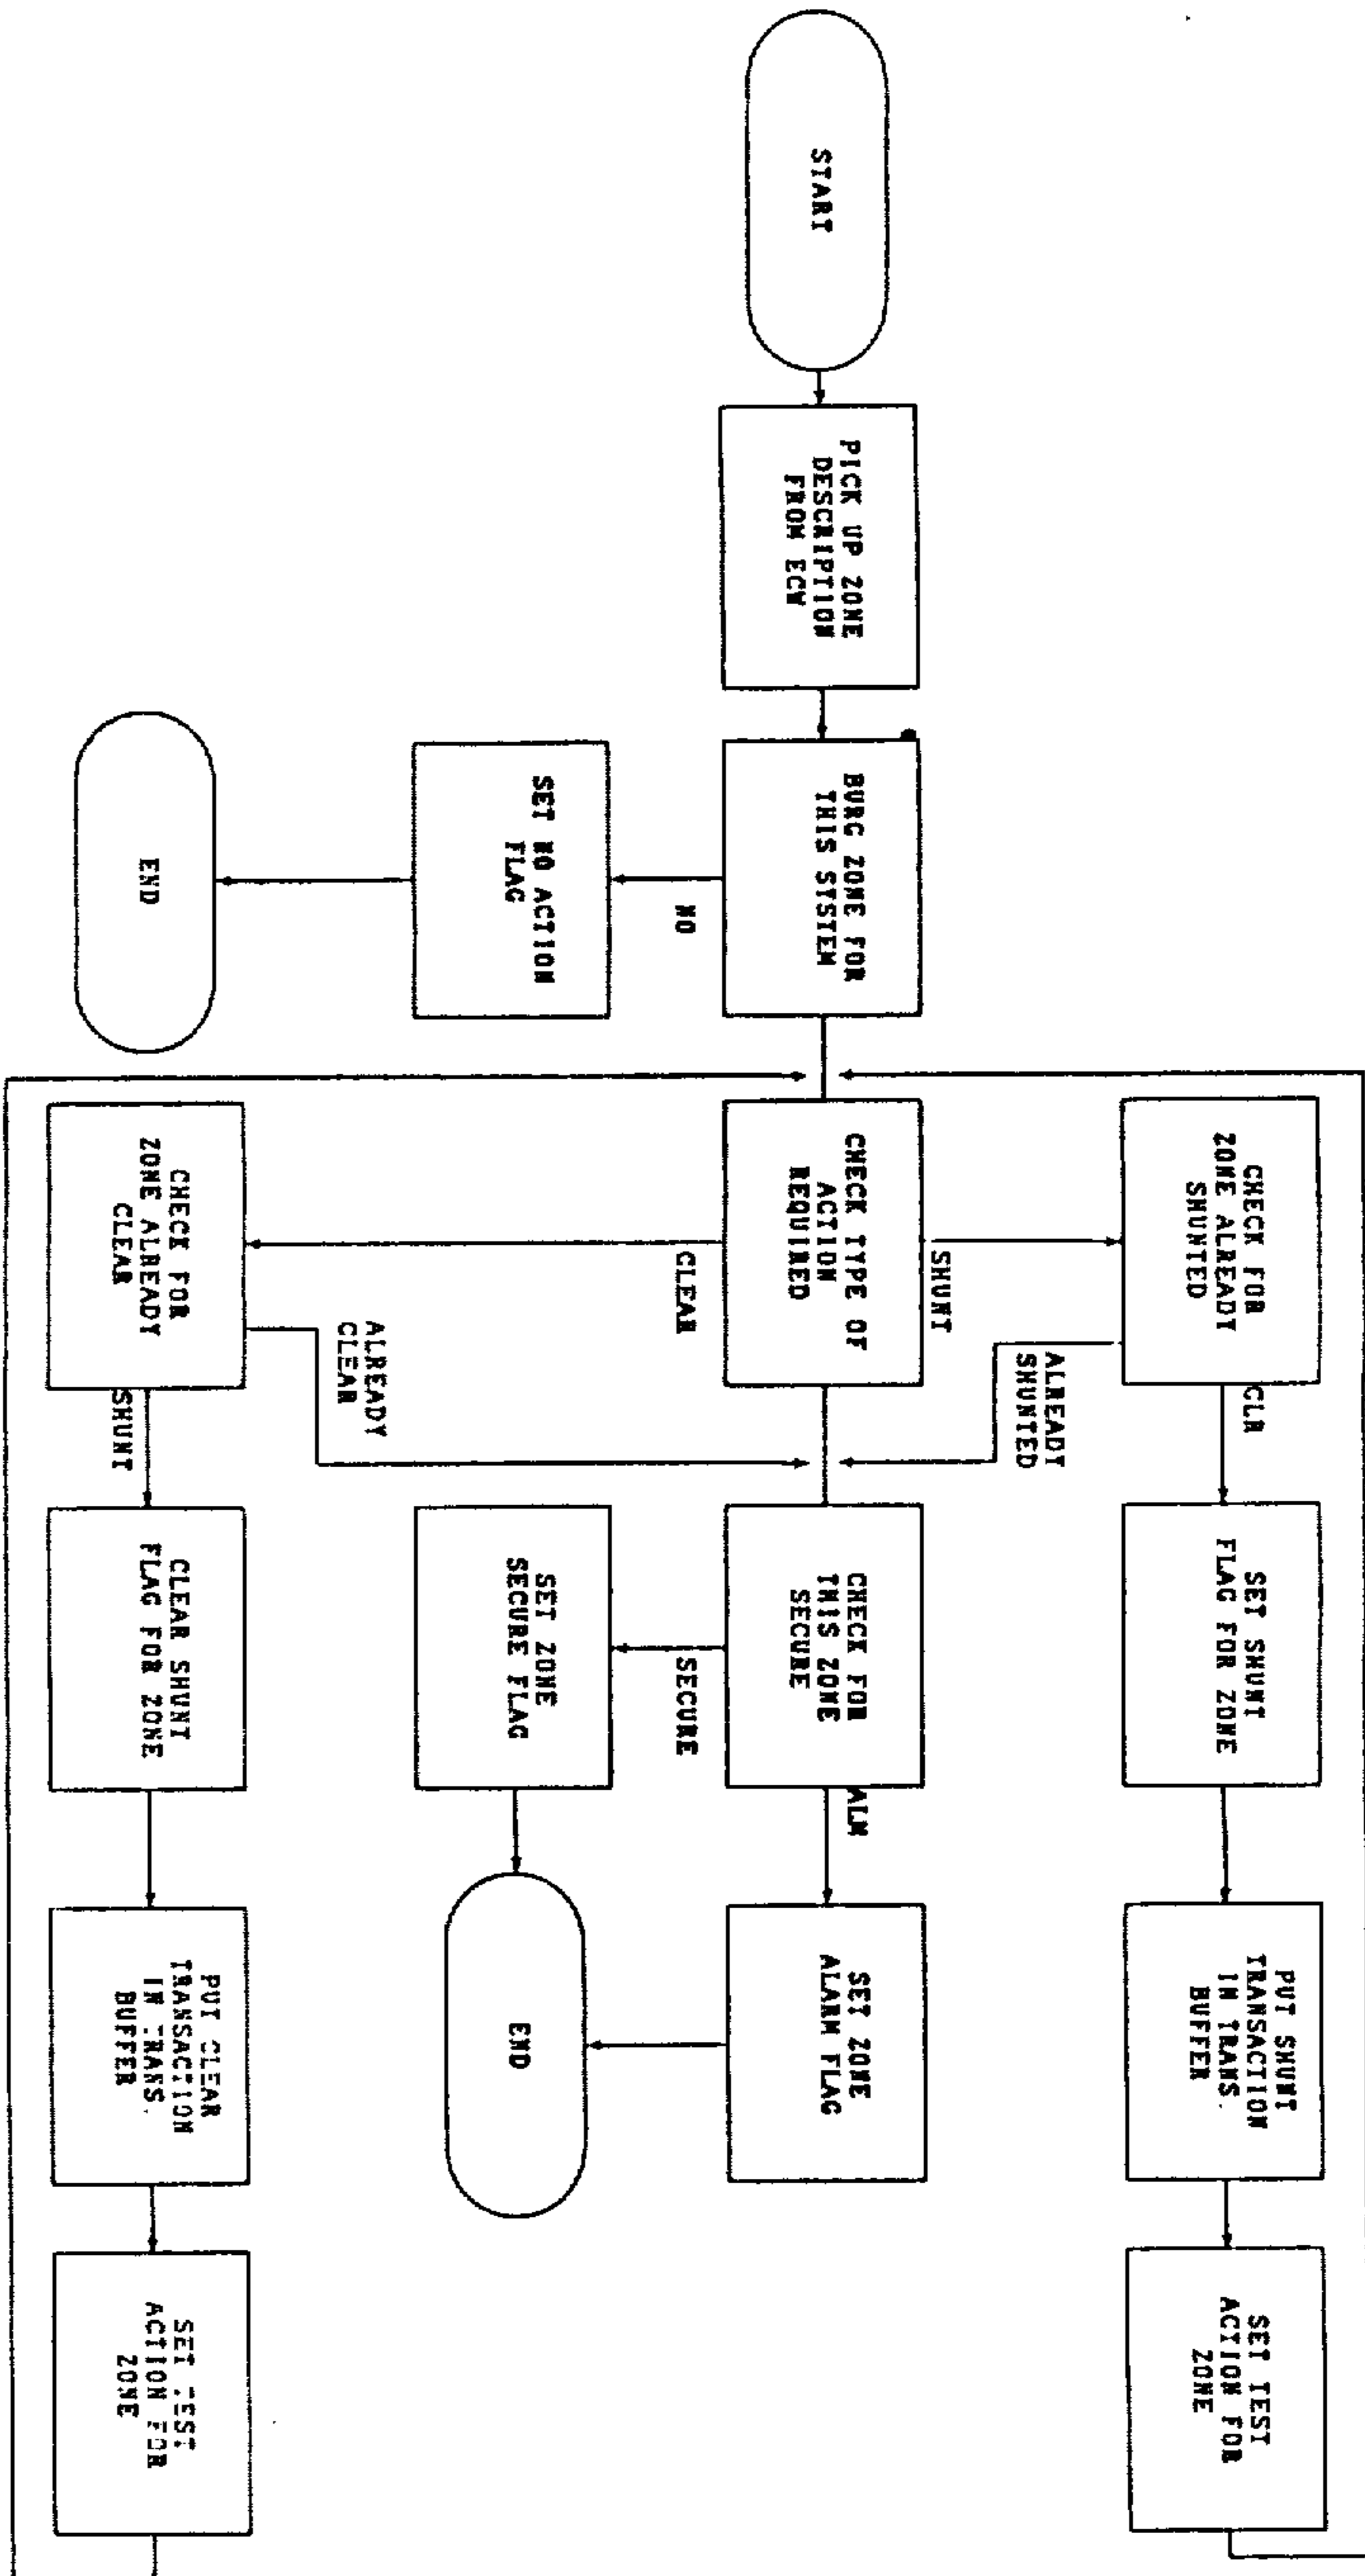 START
PICK UP ZONE
DESCRIPTION
FROM ECW
BURG ZONE FOR
THIS SYSTEM
NO
SET NO ACTION
FLAG
END
CHECK TYPE OF
ACTION
REQUIRED
SHUNT
CHECK FOR
ZONE ALREADY
SHUNTED
ALREADY
SHUNTED
CLR
SET SHUNT
FLAG FOR ZONE
PUT SHUNT
TRANSACTION
IN TRANS.
BUFFER
SET TEST
ACTION FOR
ZONE
CLEAR
CHECK FOR
ZONE ALREADY
CLEAR
ALREADY
CLEAR
SHUNT
CLEAR SHUNT
FLAG FOR ZONE
PUT CLEAR
TRANSACTION
IN TRANS.
BUFFER
SET TEST
ACTION FOR
ZONE
CHECK FOR
THIS ZONE
SECURE
SECURE
SET ZONE
SECURE FLAG
ALM
SET ZONE
ALARM FLAG
END